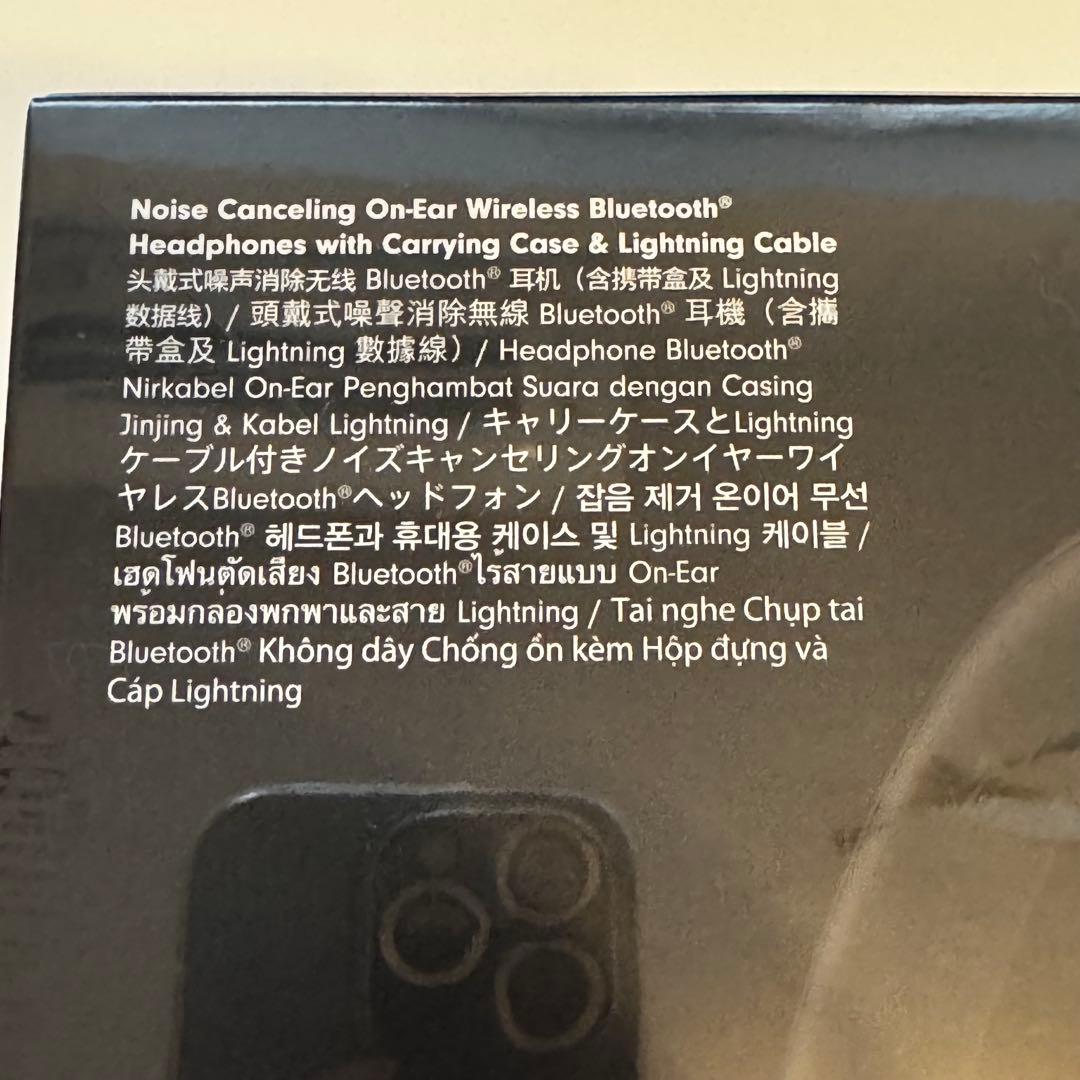 Noise Canceling On-Ear Wireless Bluetooth®
Headphones with Carrying Case & Lightning Cable
头戴式噪声消除无线 Bluetooth® 耳机（含携带盒及 Lightning
数据线）/ 頭戴式噪聲消除無線 Bluetooth® 耳機（含攜
帶盒及 Lightning 數據線）/ Headphone Bluetooth®
Nirkabel On-Ear Penghambat Suara dengan Casing
Jinjing & Kabel Lightning / キャリーケースとLightning
ケーブル付きノイズキャンセリングオンイヤーワイ
ヤレスBluetooth®ヘッドフォン / 잡음 제거 온이어 무선
Bluetooth® 헤드폰과 휴대용 케이스 및 Lightning 케이블 /
เฮดโฟนตัดเสียง Bluetooth®ไร้สายแบบ On-Ear
พร้อมกล่องพกพาและสาย Lightning / Tai nghe Chụp tai
Bluetooth® Không dây Chống ồn kèm Hộp đựng và
Cáp Lightning